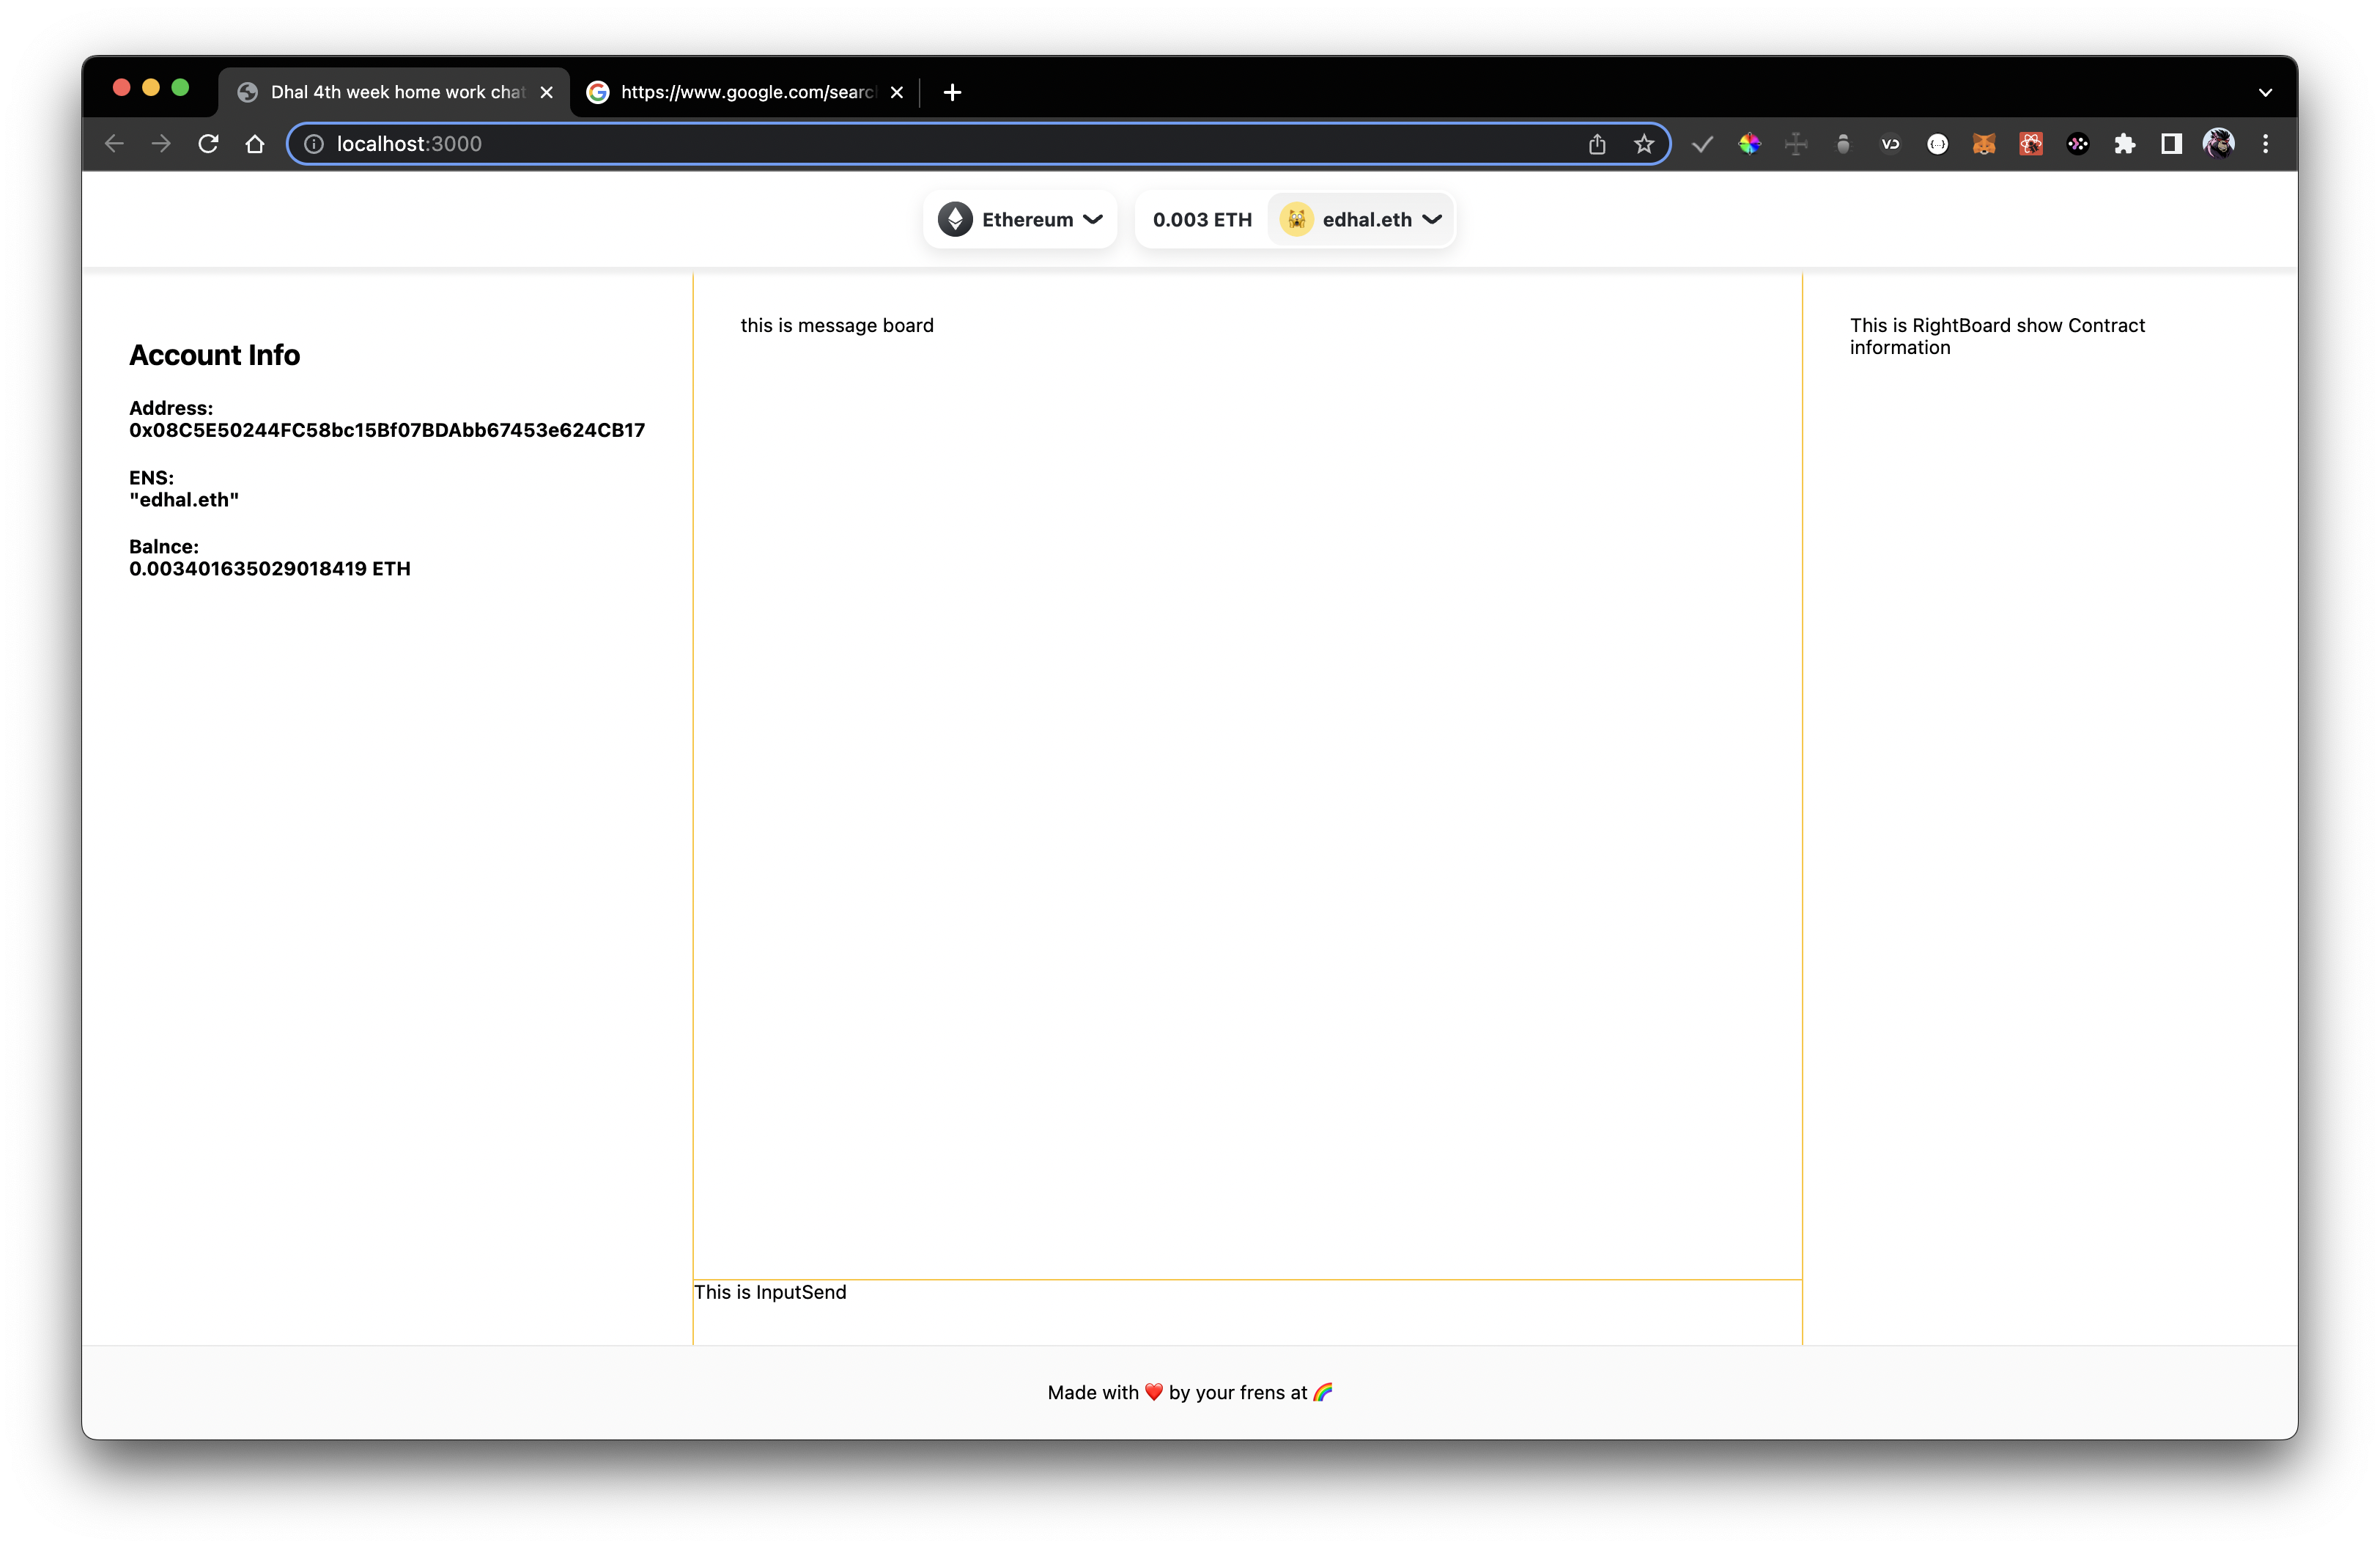 Dhal 4th week home work chat
https://www.google.com/searc
localhost:3000
VD
Ethereum
0.003 ETH
edhal.eth
Account Info
Address:
0x08C5E50244FC58bc15Bf07BDAbb67453e624CB17
ENS:
"edhal.eth"
Balnce:
0.003401635029018419 ETH
this is message board
This is InputSend
This is RightBoard show Contract
information
Made with ❤️ by your frens at 🌈